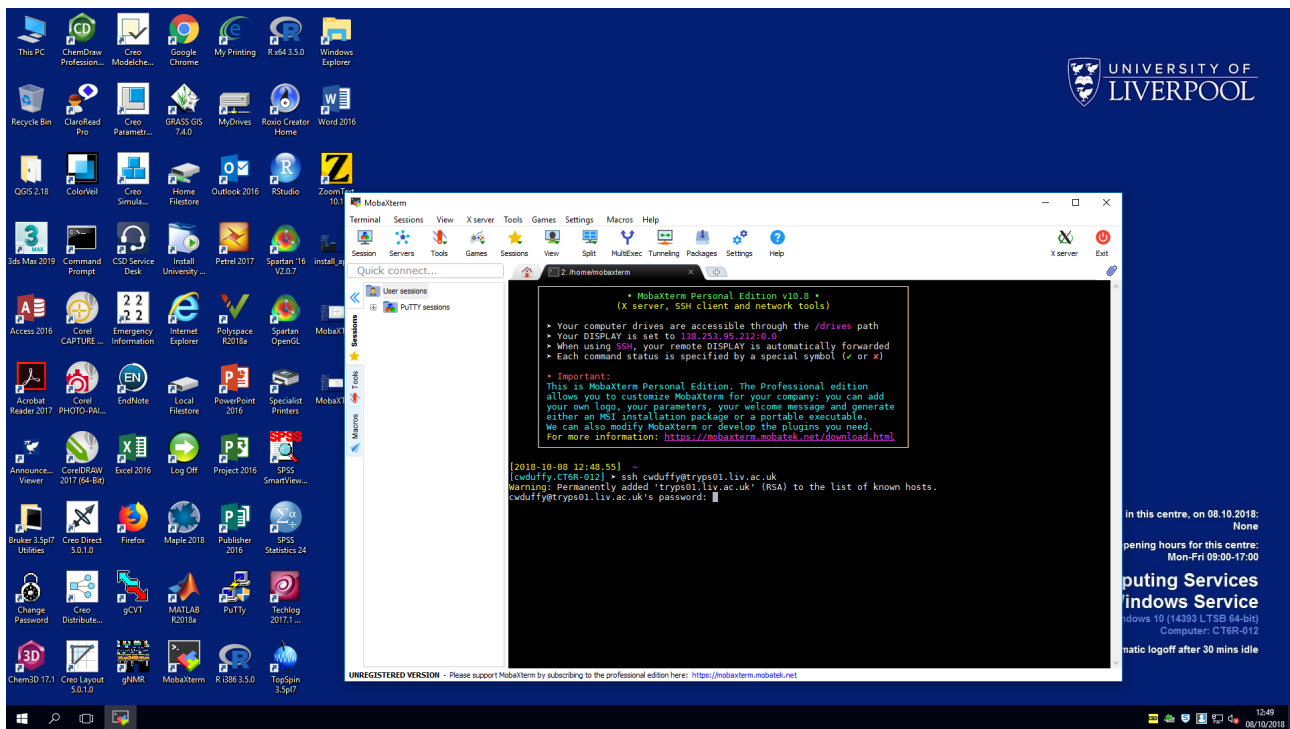 This PC
ChemDraw Profession...
Creo Modelche...
Google Chrome
My Printing
R x64 3.5.0
Windows Explorer
Recycle Bin
ClaroRead Pro
Creo Parametr...
GRASS GIS 7.4.0
MyDrives
Roxio Creator Home
Word 2016
QGIS 2.18
ColorVeil
Creo Simula...
Home Filestore
Outlook 2016
RStudio
ZoomText 10.1
3ds Max 2019
Command Prompt
CSD Service Desk
Install University ...
Petrel 2017
Spartan '16 V2.0.7
install_ap
Access 2016
Corel CAPTURE ...
Emergency Information
Internet Explorer
Polyspace R2018a
Spartan OpenGL
MobaXT
Acrobat Reader 2017
Corel PHOTO-PAI...
EndNote
Local Filestore
PowerPoint 2016
Specialist Printers
MobaXT
Announce... Viewer
CorelDRAW 2017 (64-Bit)
Excel 2016
Log Off
Project 2016
SPSS SmartView...
Bruker 3.5pl7 Utilities
Creo Direct 5.0.1.0
Firefox
Maple 2018
Publisher 2016
SPSS Statistics 24
Change Password
Creo Distribute...
gCVT
MATLAB R2018a
PuTTy
Techlog 2017.1 ...
Chem3D 17.1
Creo Layout 5.0.1.0
gNMR
MobaXterm
R i386 3.5.0
TopSpin 3.5pl7
UNIVERSITY OF
LIVERPOOL
MobaXterm
Terminal Sessions View X server Tools Games Settings Macros Help
Session Servers Tools Games Sessions View Split MultiExec Tunneling Packages Settings Help X server Exit
Quick connect...
2. /home/mobaxterm
User sessions
PuTTY sessions
Sessions
Tools
Macros
• MobaXterm Personal Edition v10.8 •
(X server, SSH client and network tools)
➤ Your computer drives are accessible through the /drives path
➤ Your DISPLAY is set to 138.253.95.212:0.0
➤ When using SSH, your remote DISPLAY is automatically forwarded
➤ Each command status is specified by a special symbol (✔ or ✘)
• Important:
This is MobaXterm Personal Edition. The Professional edition
allows you to customize MobaXterm for your company: you can add
your own logo, your parameters, your welcome message and generate
either an MSI installation package or a portable executable.
We can also modify MobaXterm or develop the plugins you need.
For more information: https://mobaxterm.mobatek.net/download.html
[2018-10-08 12:48.55] ~
[cwduffy.CT6R-012] ➤ ssh cwduffy@tryps01.liv.ac.uk
Warning: Permanently added 'tryps01.liv.ac.uk' (RSA) to the list of known hosts.
cwduffy@tryps01.liv.ac.uk's password:
UNREGISTERED VERSION - Please support MobaXterm by subscribing to the professional edition here: https://mobaxterm.mobatek.net
in this centre, on 08.10.2018:
None
pening hours for this centre:
Mon-Fri 09:00-17:00
puting Services
indows Service
ndows 10 (14393 LTSB 64-bit)
Computer: CT6R-012
matic logoff after 30 mins idle
12:49
08/10/2018